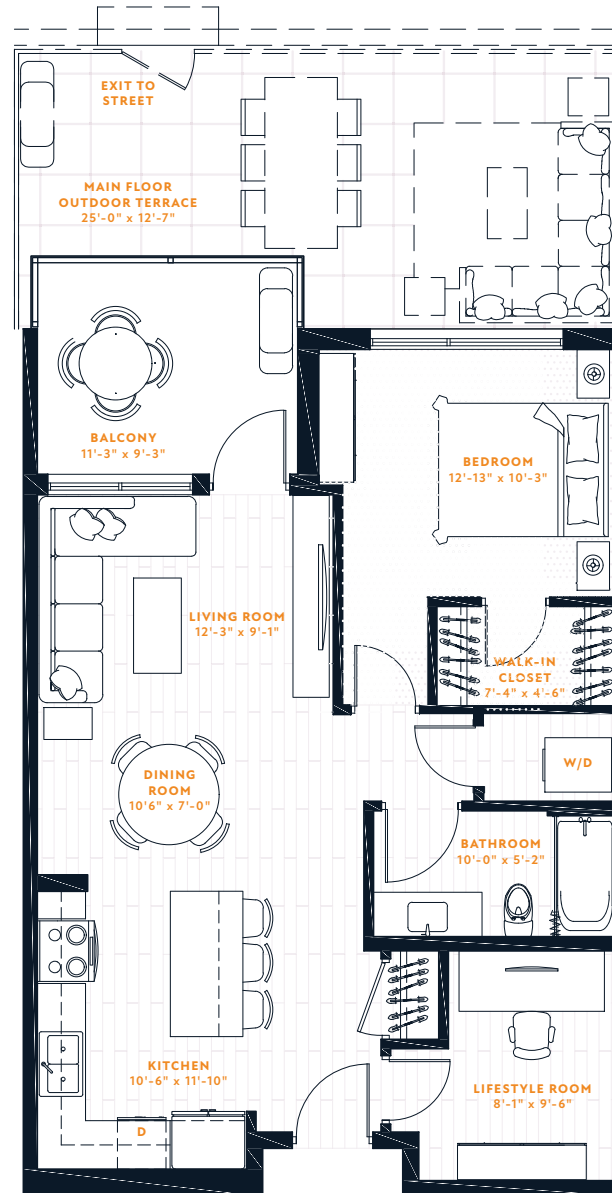 EXIT TO
STREET
MAIN FLOOR
OUTDOOR TERRACE
25'-0" x 12'-7"
BALCONY
11'-3" x 9'-3"
BEDROOM
12'-13" x 10'-3"
LIVING ROOM
12'-3" x 9'-1"
WALK-IN
CLOSET
7'-4" x 4'-6"
DINING
ROOM
10'6" x 7'-0"
W/D
BATHROOM
10'-0" x 5'-2"
KITCHEN
10'-6" x 11'-10"
LIFESTYLE ROOM
8'-1" x 9'-6"
D